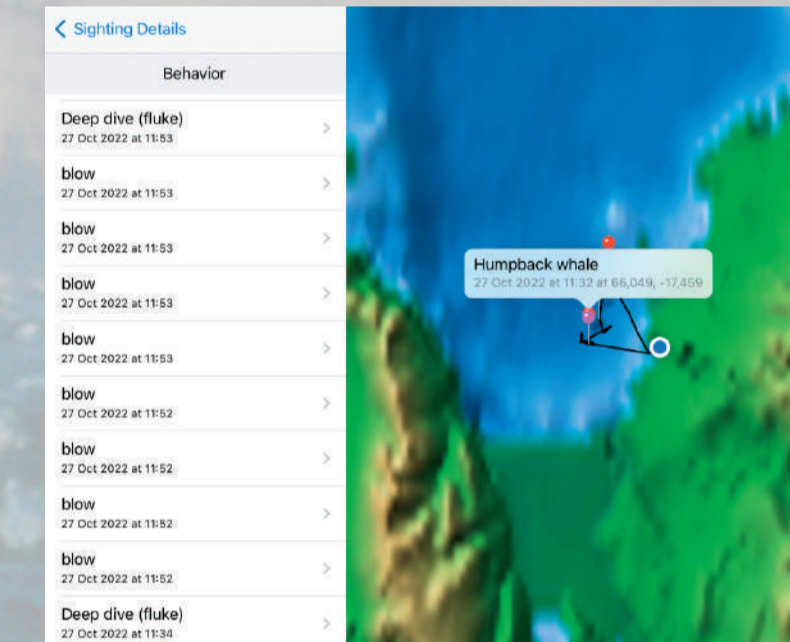 Sighting Details
Behavior
Deep dive (fluke)
27 Oct 2022 at 11:53
blow
27 Oct 2022 at 11:53
blow
27 Oct 2022 at 11:53
blow
27 Oct 2022 at 11:53
blow
27 Oct 2022 at 11:53
blow
27 Oct 2022 at 11:52
blow
27 Oct 2022 at 11:52
blow
27 Oct 2022 at 11:52
blow
27 Oct 2022 at 11:52
Deep dive (fluke)
27 Oct 2022 at 11:34
Humpback whale
27 Oct 2022 at 11:32 at 66,049, -17,459